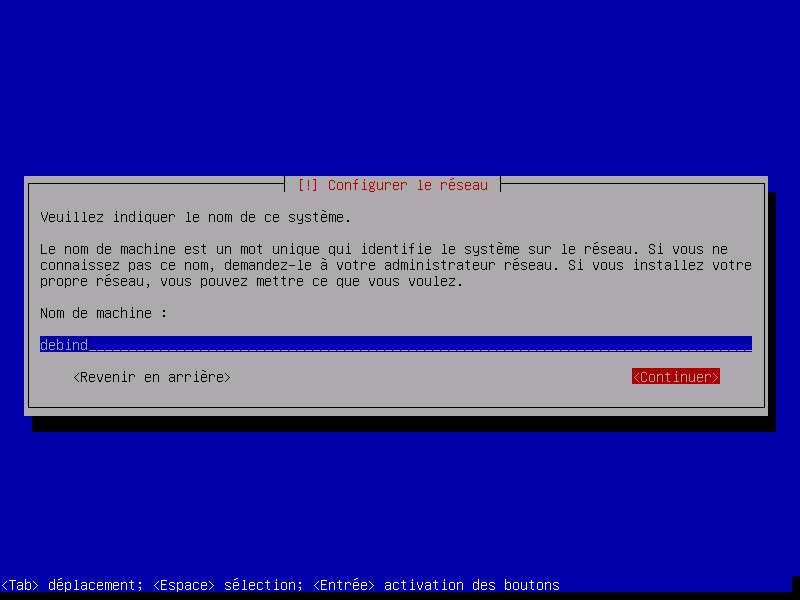 [!] Configurer le réseau
Veuillez indiquer le nom de ce système.
Le nom de machine est un mot unique qui identifie le système sur le réseau. Si vous ne
connaissez pas ce nom, demandez-le à votre administrateur réseau. Si vous installez votre
propre réseau, vous pouvez mettre ce que vous voulez.
Nom de machine :
debind
<Revenir en arrière> <Continuer>
<Tab> déplacement; <Espace> sélection; <Entrée> activation des boutons